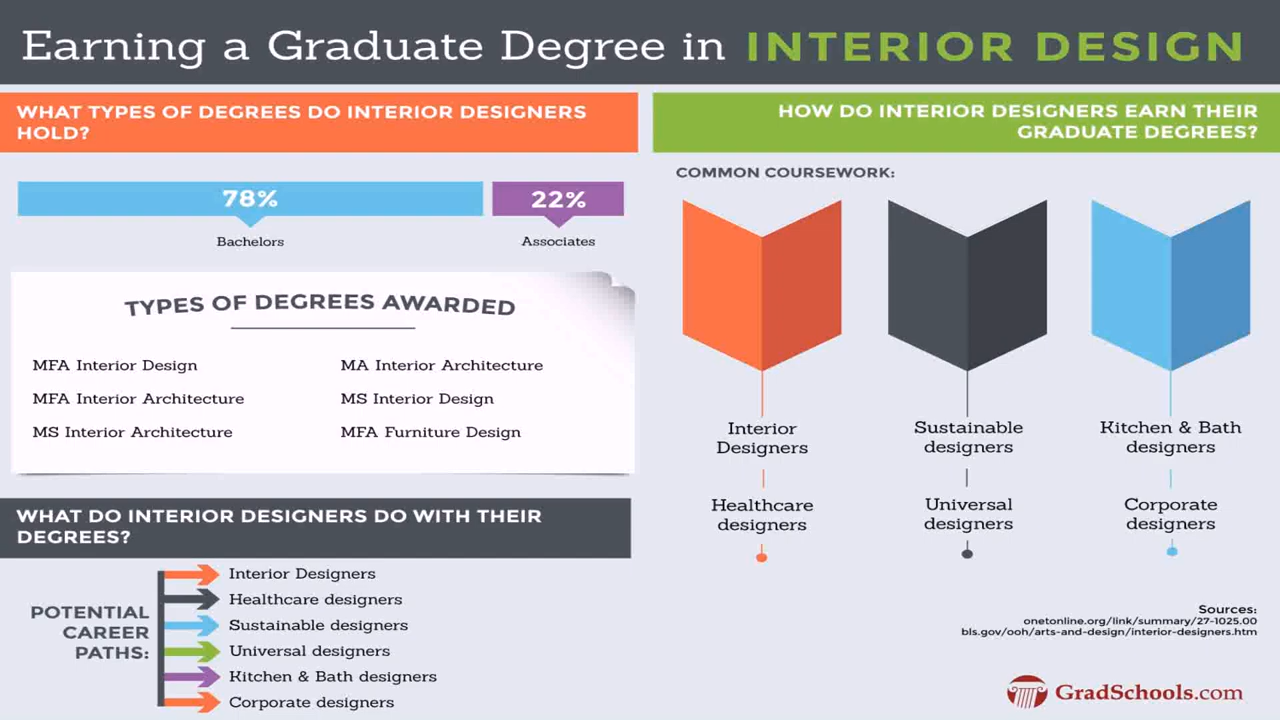 Earning a Graduate Degree in INTERIOR DESIGN
WHAT TYPES OF DEGREES DO INTERIOR DESIGNERS
HOLD?
78%
22%
Bachelors
Associates
TYPES OF DEGREES AWARDED
MFA Interior Design
MA Interior Architecture
MFA Interior Architecture
MS Interior Design
MS Interior Architecture
MFA Furniture Design
WHAT DO INTERIOR DESIGNERS DO WITH THEIR
DEGREES?
POTENTIAL
CAREER
PATHS:
Interior Designers
Healthcare designers
Sustainable designers
Universal designers
Kitchen & Bath designers
Corporate designers
HOW DO INTERIOR DESIGNERS EARN THEIR
GRADUATE DEGREES?
COMMON COURSEWORK:
Interior
Designers
Healthcare
designers
Sustainable
designers
Universal
designers
Kitchen & Bath
designers
Corporate
designers
Sources:
onetonline.org/link/summary/27-1025.00
bls.gov/ooh/arts-and-design/interior-designers.htm
GradSchools.com